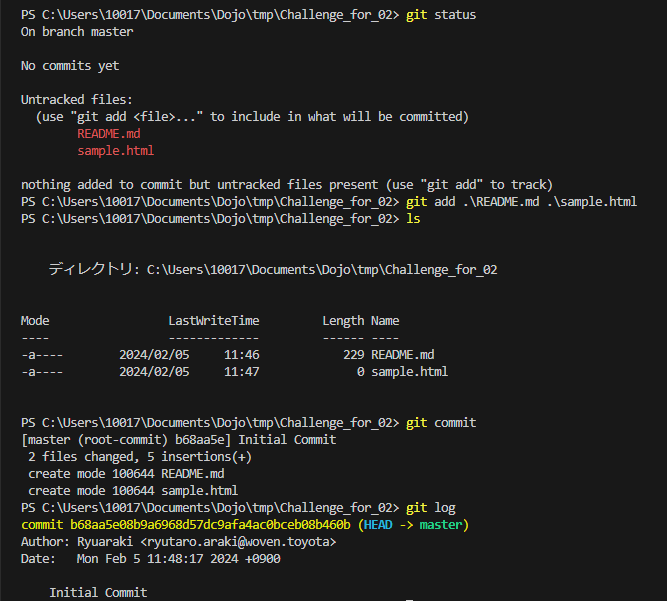 PS C:\Users\10017\Documents\Dojo\tmp\Challenge_for_02> git status
On branch master
No commits yet
Untracked files:
  (use "git add <file>..." to include in what will be committed)
        README.md
        sample.html
nothing added to commit but untracked files present (use "git add" to track)
PS C:\Users\10017\Documents\Dojo\tmp\Challenge_for_02> git add .\README.md .\sample.html
PS C:\Users\10017\Documents\Dojo\tmp\Challenge_for_02> ls
    ディレクトリ: C:\Users\10017\Documents\Dojo\tmp\Challenge_for_02
Mode                 LastWriteTime         Length Name
----                 -------------         ------ ----
-a----        2024/02/05     11:46            229 README.md
-a----        2024/02/05     11:47              0 sample.html
PS C:\Users\10017\Documents\Dojo\tmp\Challenge_for_02> git commit
[master (root-commit) b68aa5e] Initial Commit
 2 files changed, 5 insertions(+)
 create mode 100644 README.md
 create mode 100644 sample.html
PS C:\Users\10017\Documents\Dojo\tmp\Challenge_for_02> git log
commit b68aa5e08b9a6968d57dc9afa4ac0bceb08b460b (HEAD -> master)
Author: Ryuaraki <ryutaro.araki@woven.toyota>
Date:   Mon Feb 5 11:48:17 2024 +0900
    Initial Commit